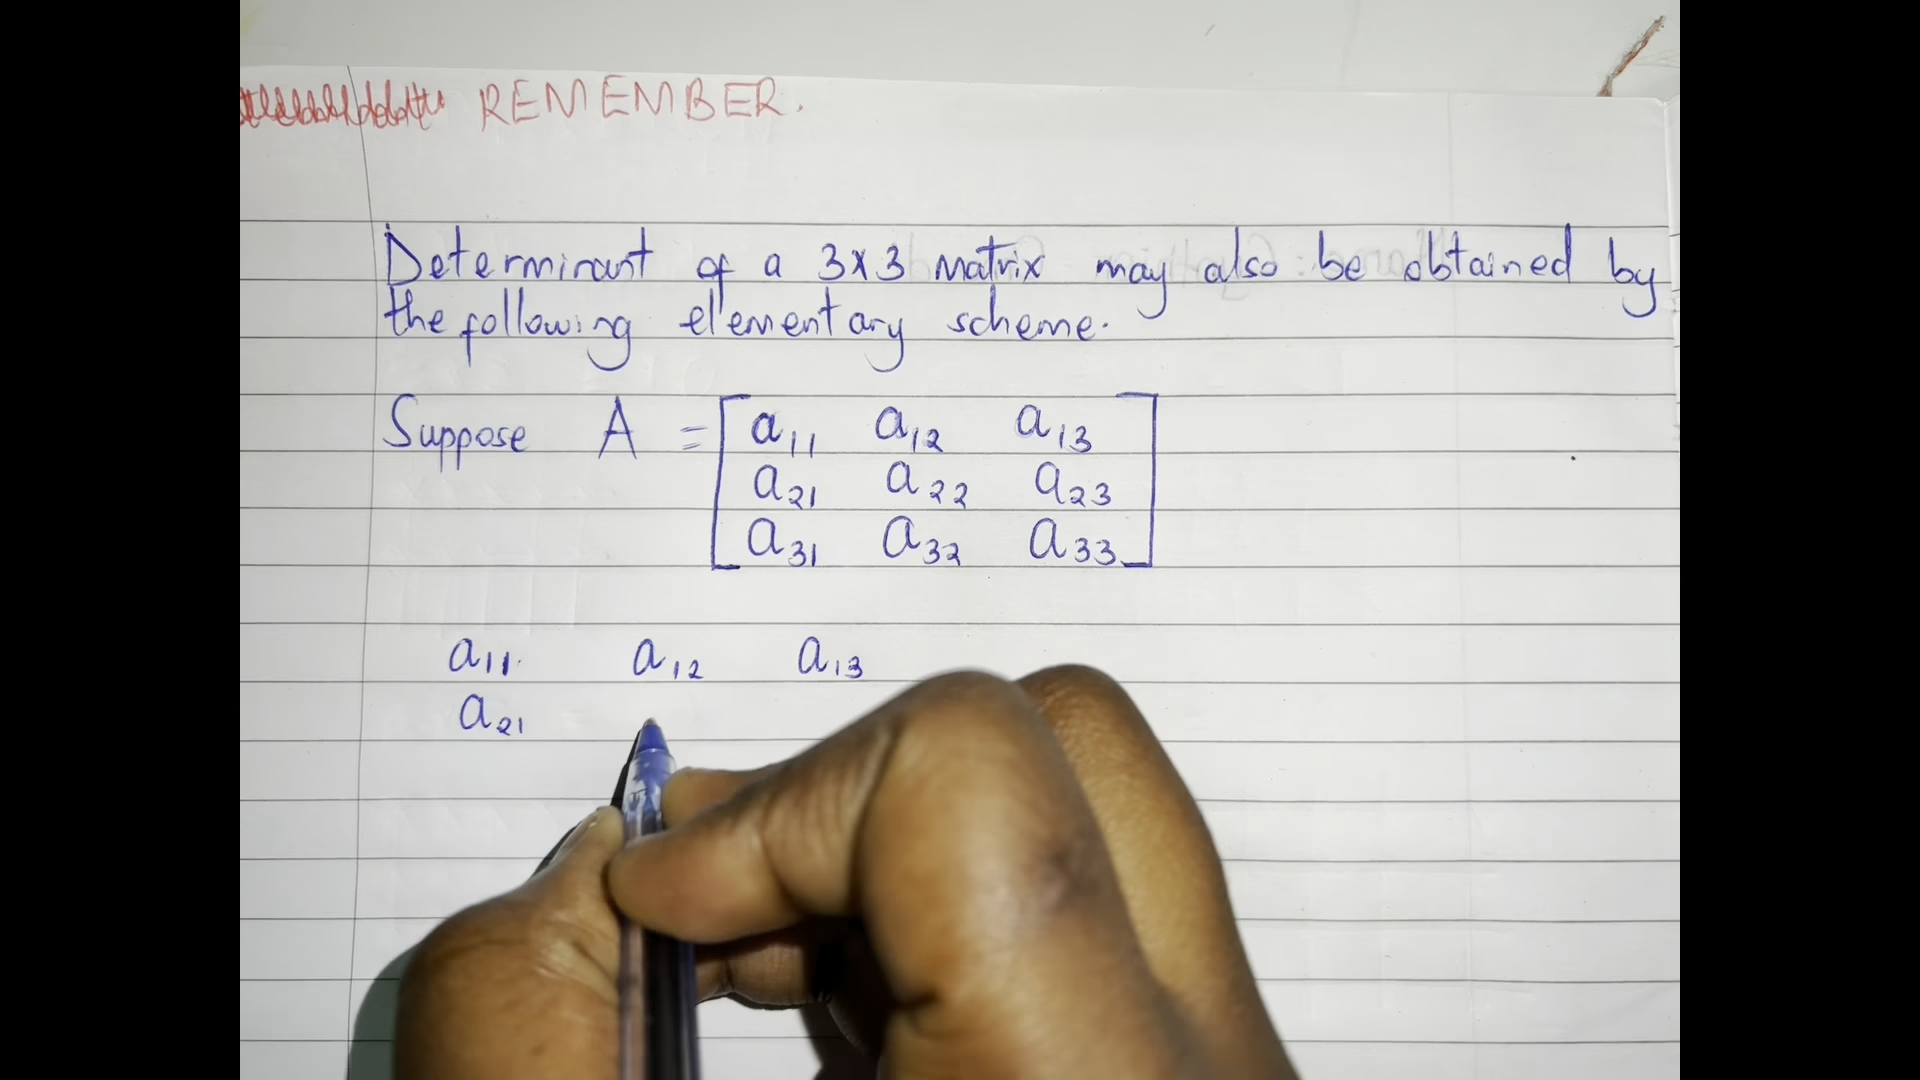 REMEMBER.
Determinant of a 3x3 matrix may also be obtained by
the following elementary scheme.
Suppose A = [ a₁₁ a₁₂ a₁₃
a₂₁ a₂₂ a₂₃
a₃₁ a₃₂ a₃₃ ]
a₁₁ a₁₂ a₁₃
a₂₁